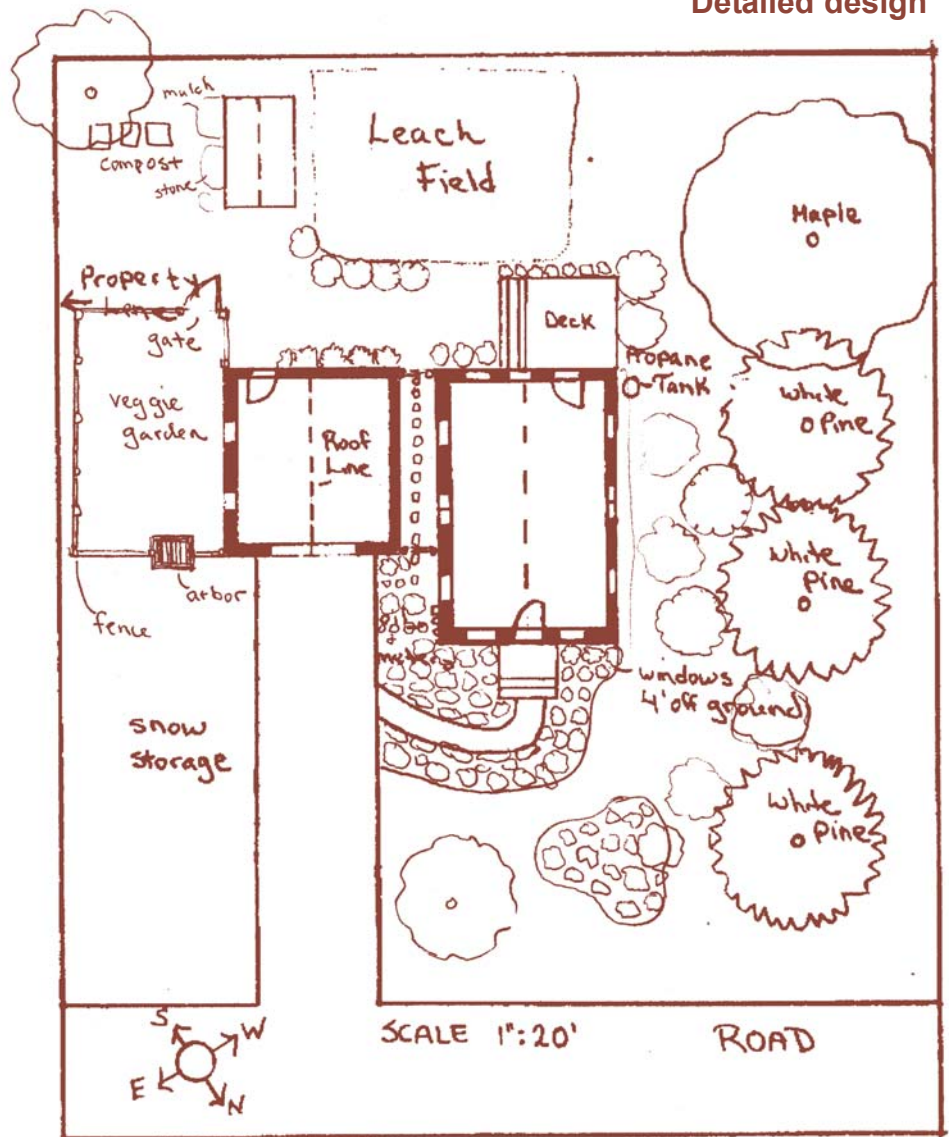 Detailed design
mulch
compost
stone
Leach
Field
Maple
Property
Line
gate
veggie
garden
Roof
Line
Deck
Propane
Tank
White
Pine
White
Pine
arbor
fence
meters
windows
4' off ground
snow
storage
White
Pine
S
W
E
N
SCALE 1":20'
ROAD